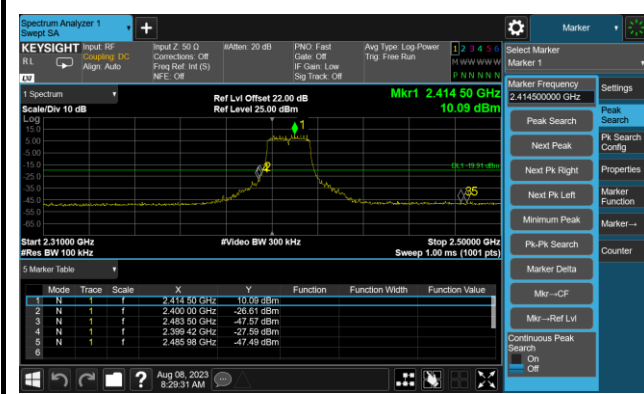 Spectrum Analyzer 1
Swept SA
+
Marker
KEYSIGHT
R L
LXI
Input: RF
Coupling: DC
Align: Auto
Input Z: 50 Ω
Corrections: Off
Freq Ref: Int (S)
NFE: Off
#Atten: 20 dB
PNO: Fast
Gate: Off
IF Gain: Low
Sig Track: Off
Avg Type: Log-Power
Trig: Free Run
1 2 3 4 5 6
M W W W W W
P N N N N N
Select Marker
Marker 1
1 Spectrum
Scale/Div 10 dB
Ref Lvl Offset 22.00 dB
Ref Level 25.00 dBm
Mkr1 2.414 50 GHz
10.09 dBm
Log
15.0
5.00
-5.00
-15.0
-25.0
-35.0
-45.0
-55.0
-65.0
1
DL1 -19.91 dBm
Start 2.31000 GHz
#Res BW 100 kHz
#Video BW 300 kHz
Stop 2.50000 GHz
Sweep 1.00 ms (1001 pts)
5 Marker Table
Mode Trace Scale X Y Function Function Width Function Value
1 N 1 f 2.414 50 GHz 10.09 dBm
2 N 1 f 2.400 00 GHz -26.61 dBm
3 N 1 f 2.483 50 GHz -47.57 dBm
4 N 1 f 2.399 42 GHz -27.59 dBm
5 N 1 f 2.485 98 GHz -47.49 dBm
6
Aug 08, 2023
8:29:31 AM
?
Marker Frequency
2.414500000 GHz
Peak Search
Next Peak
Next Pk Right
Next Pk Left
Minimum Peak
Pk-Pk Search
Marker Delta
Mkr→CF
Mkr→Ref Lvl
Continuous Peak
Search
On
Off
Settings
Peak
Search
Pk Search
Config
Properties
Marker
Function
Marker→
Counter